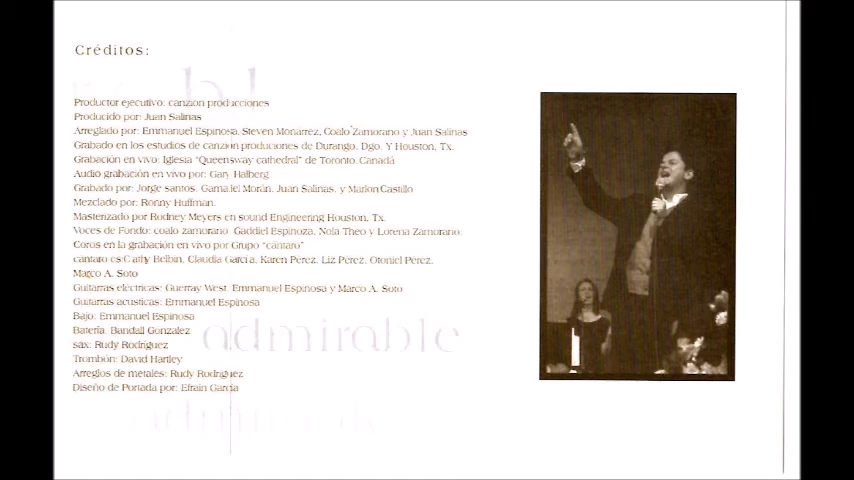 Créditos:
Productor ejecutivo: canzion producciones
Producido por: Juan Salinas
Arreglado por: Emmanuel Espinosa, Steven Monárrez, Coalo Zamorano y Juan Salinas
Grabado en los estudios de canzion produciones de Durango, Dgo. Y Houston, Tx.
Grabación en vivo: Iglesia "Queensway cathedral" de Toronto, Canadá
Audio grabación en vivo por: Gary Halberg
Grabado por: Jorge santos, Gamaliel Morán, Juan Salinas, y Marlon Castillo
Mezclado por: Ronny Huffman.
Masterizado por Rodney Meyers en sound Engineering Houston, Tx.
Voces de Fondo: coalo zamorano, Gaddiel Espinoza, Nola Theo y Lorena Zamorano.
Coros en la grabación en vivo por Grupo "cántaro"
cántaro es: Cathy Belbin, Claudia García, Karen Perez, Liz Pérez, Otoniel Pérez,
Marco A. Soto
Guitarras eléctricas: Guerray West, Emmanuel Espinosa y Marco A. Soto
Guitarras acusticas: Emmanuel Espinosa
Bajo: Emmanuel Espinosa
Batería, Bandall Gonzalez
sax: Rudy Rodriguez
Trombón: David Hartley
Arreglos de metales: Rudy Rodriguez
Diseño de Portada por: Efrain Garcia
admirable